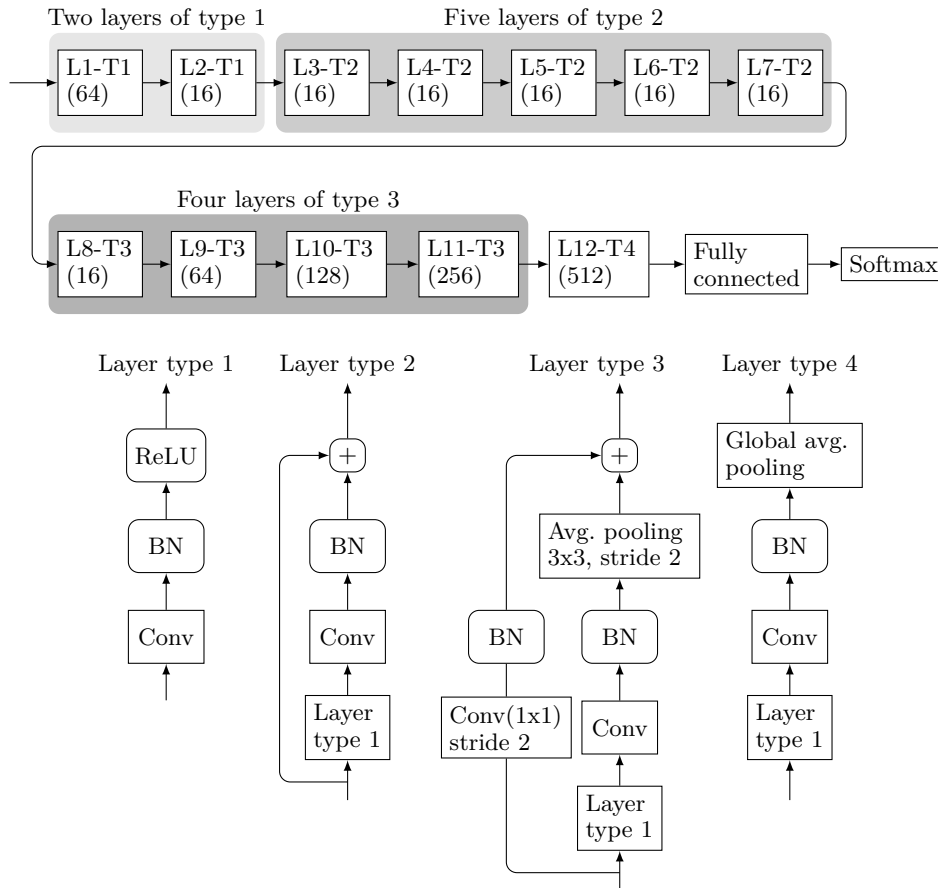 Two layers of type 1
Five layers of type 2
L1-T1
(64)
L2-T1
(16)
L3-T2
(16)
L4-T2
(16)
L5-T2
(16)
L6-T2
(16)
L7-T2
(16)
Four layers of type 3
L8-T3
(16)
L9-T3
(64)
L10-T3
(128)
L11-T3
(256)
L12-T4
(512)
Fully
connected
Softmax
Layer type 1
ReLU
BN
Conv
Layer type 2
+
BN
Conv
Layer
type 1
Layer type 3
+
Avg. pooling
3x3, stride 2
BN
BN
Conv(1x1)
stride 2
Conv
Layer
type 1
Layer type 4
Global avg.
pooling
BN
Conv
Layer
type 1